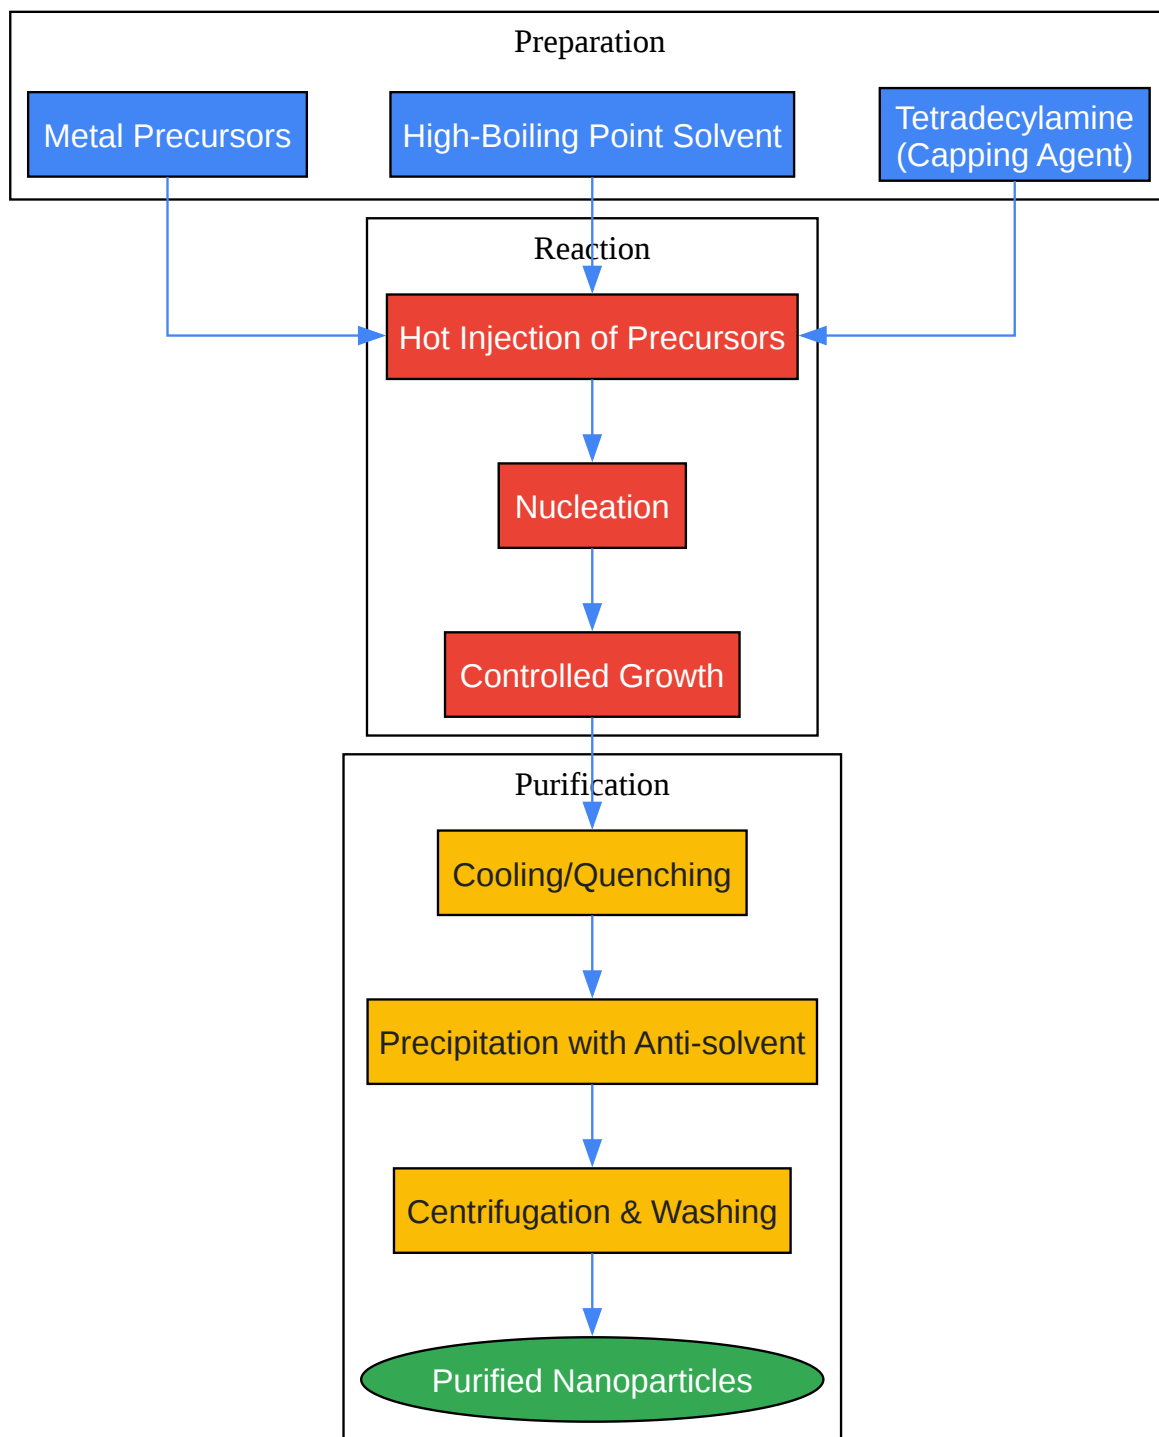 Preparation
Metal Precursors
High-Boiling Point Solvent
Tetradecylamine
(Capping Agent)
Reaction
Hot Injection of Precursors
Nucleation
Controlled Growth
Purification
Cooling/Quenching
Precipitation with Anti-solvent
Centrifugation & Washing
Purified Nanoparticles